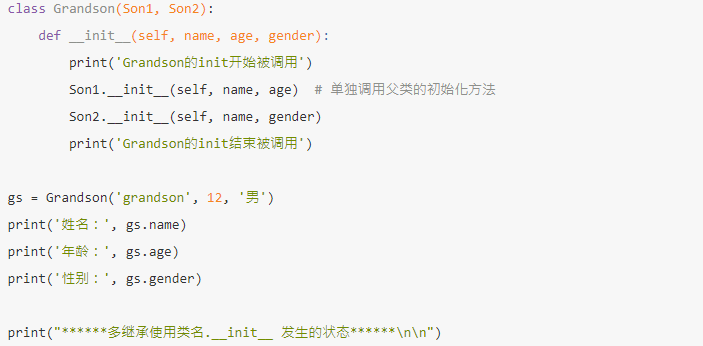 class Grandson(Son1, Son2):
    def __init__(self, name, age, gender):
        print('Grandson的init开始被调用')
        Son1.__init__(self, name, age)  # 单独调用父类的初始化方法
        Son2.__init__(self, name, gender)
        print('Grandson的init结束被调用')
gs = Grandson('grandson', 12, '男')
print('姓名：', gs.name)
print('年龄：', gs.age)
print('性别：', gs.gender)
print("******多继承使用类名.__init__ 发生的状态******\n\n")